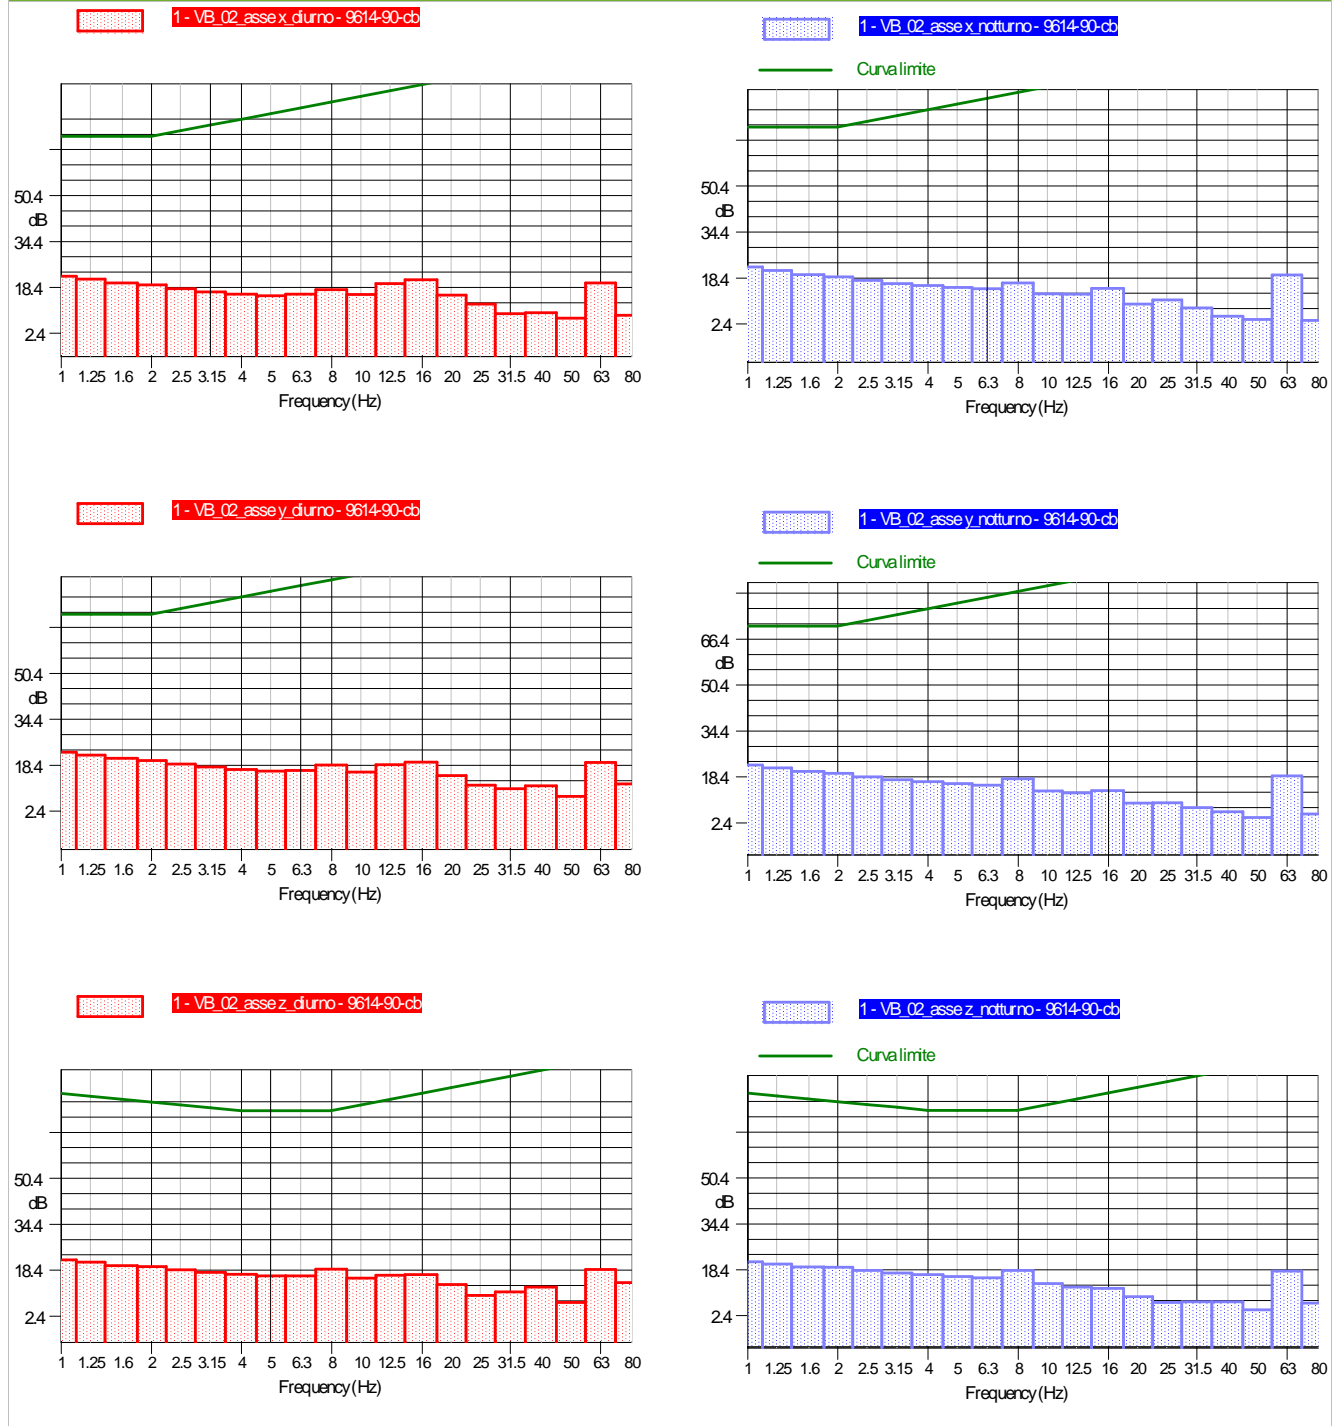 1 - VB_02_asse x_diurno - 9614-90-cb
50.4
dB
34.4
18.4
2.4
1 1.25 1.6 2 2.5 3.15 4 5 6.3 8 10 12.5 16 20 25 31.5 40 50 63 80
Frequency (Hz)
1 - VB_02_asse x_notturno - 9614-90-cb
Curva limite
50.4
dB
34.4
18.4
2.4
1 1.25 1.6 2 2.5 3.15 4 5 6.3 8 10 12.5 16 20 25 31.5 40 50 63 80
Frequency (Hz)
1 - VB_02_asse y_diurno - 9614-90-cb
50.4
dB
34.4
18.4
2.4
1 1.25 1.6 2 2.5 3.15 4 5 6.3 8 10 12.5 16 20 25 31.5 40 50 63 80
Frequency (Hz)
1 - VB_02_asse y_notturno - 9614-90-cb
Curva limite
66.4
dB
50.4
34.4
18.4
2.4
1 1.25 1.6 2 2.5 3.15 4 5 6.3 8 10 12.5 16 20 25 31.5 40 50 63 80
Frequency (Hz)
1 - VB_02_asse z_diurno - 9614-90-cb
50.4
dB
34.4
18.4
2.4
1 1.25 1.6 2 2.5 3.15 4 5 6.3 8 10 12.5 16 20 25 31.5 40 50 63 80
Frequency (Hz)
1 - VB_02_asse z_notturno - 9614-90-cb
Curva limite
50.4
dB
34.4
18.4
2.4
1 1.25 1.6 2 2.5 3.15 4 5 6.3 8 10 12.5 16 20 25 31.5 40 50 63 80
Frequency (Hz)